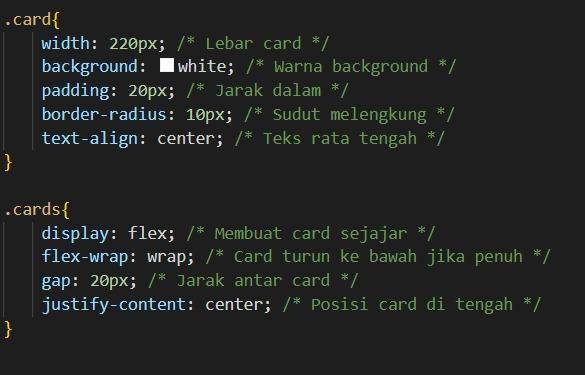 .card{
width: 220px; /* Lebar card */
background: white; /* Warna background */
padding: 20px; /* Jarak dalam */
border-radius: 10px; /* Sudut melengkung */
text-align: center; /* Teks rata tengah */
}
.cards{
display: flex; /* Membuat card sejajar */
flex-wrap: wrap; /* Card turun ke bawah jika penuh */
gap: 20px; /* Jarak antar card */
justify-content: center; /* Posisi card di tengah */
}